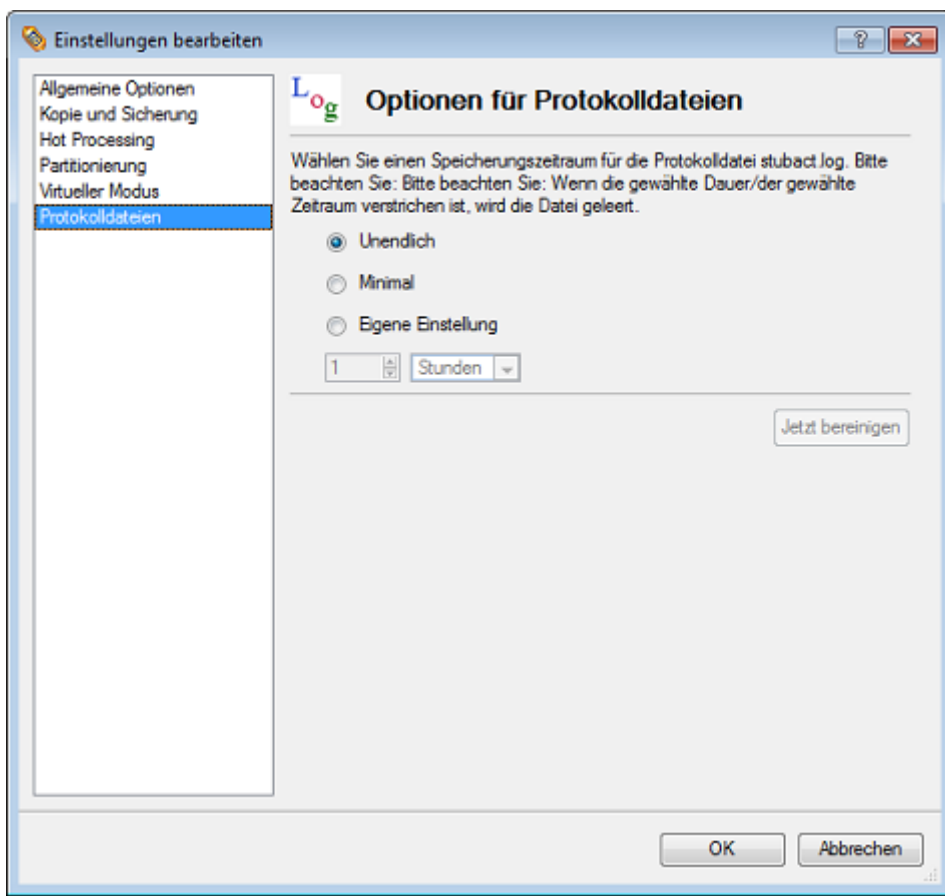 Einstellungen bearbeiten
?
Allgemeine Optionen
Kopie und Sicherung
Hot Processing
Partitionierung
Virtueller Modus
Protokolldateien
Log
Optionen für Protokolldateien
Wählen Sie einen Speicherungszeitraum für die Protokolldatei stubact.log. Bitte
beachten Sie: Bitte beachten Sie: Wenn die gewählte Dauer/der gewählte
Zeitraum verstrichen ist, wird die Datei geleert.
Unendlich
Minimal
Eigene Einstellung
1 Stunden
Jetzt bereinigen
OK Abbrechen